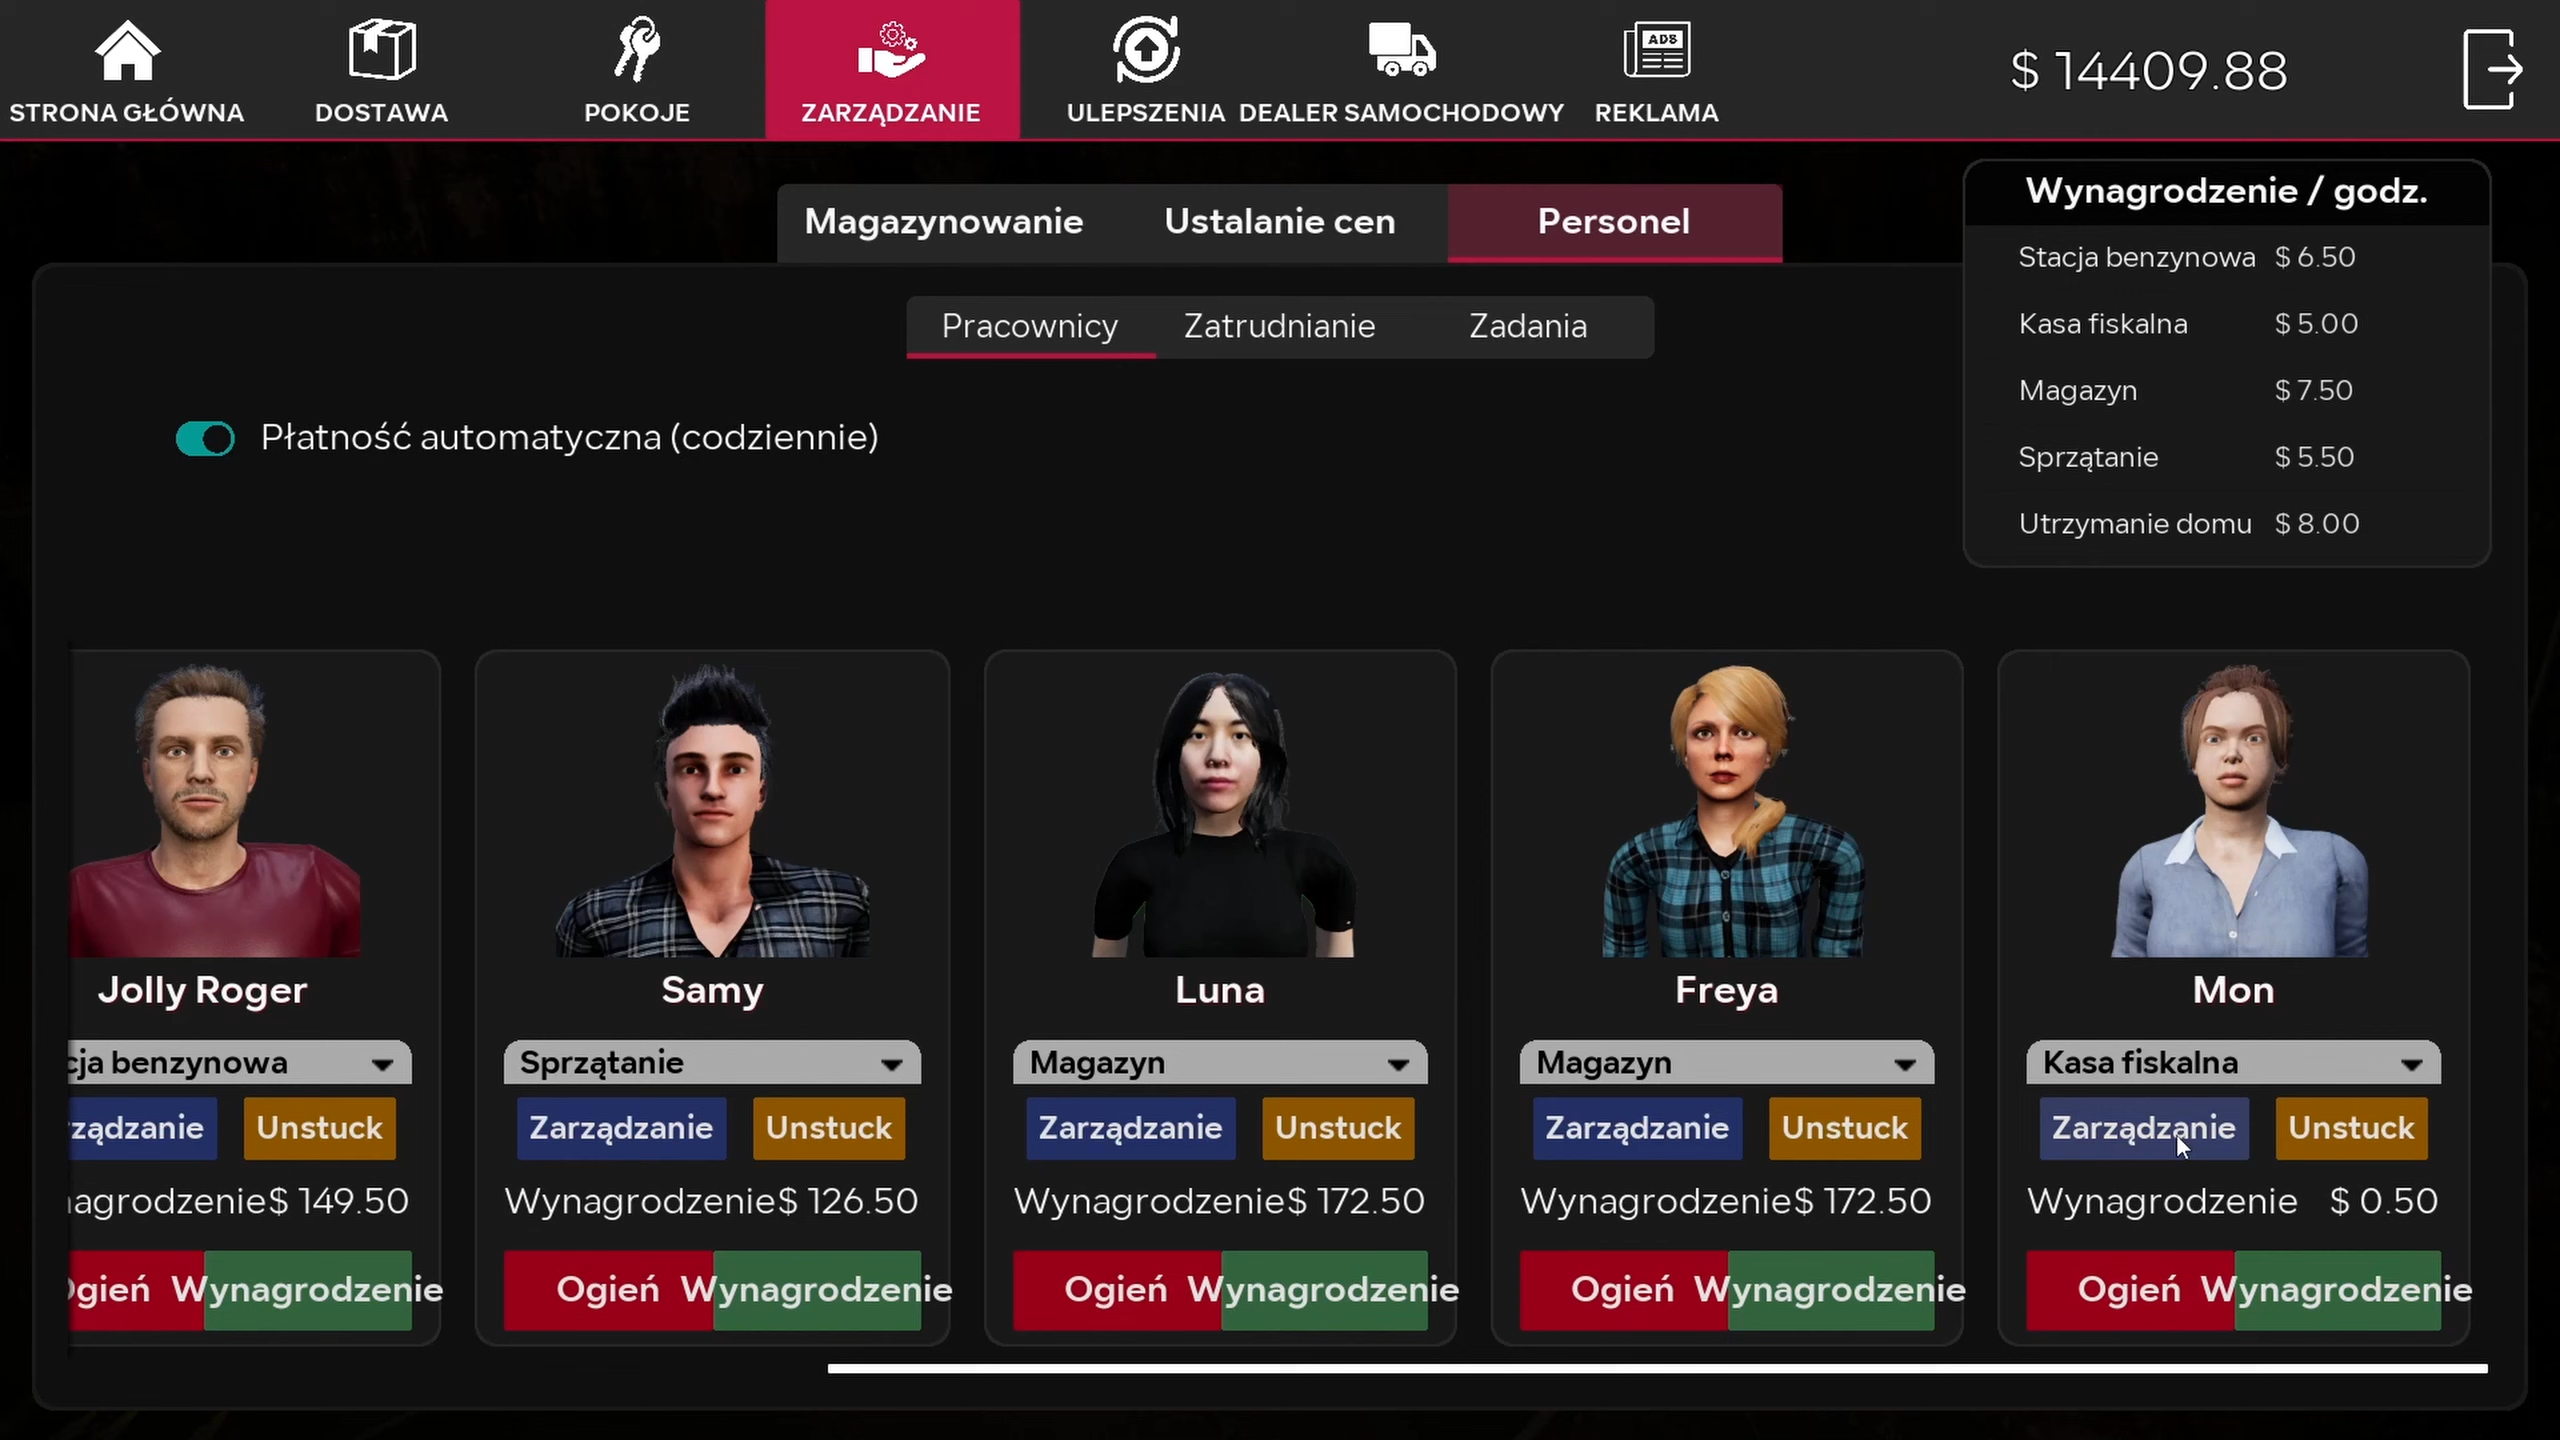 STRONA GŁÓWNA
DOSTAWA
POKOJE
ZARZĄDZANIE
ULEPSZENIA
DEALER SAMOCHODOWY
ADS
REKLAMA
$ 14409.88
Magazynowanie
Ustalanie cen
Personel
Wynagrodzenie / godz.
Stacja benzynowa $ 6.50
Kasa fiskalna $ 5.00
Magazyn $ 7.50
Sprzątanie $ 5.50
Utrzymanie domu $ 8.00
Pracownicy
Zatrudnianie
Zadania
Płatność automatyczna (codziennie)
Jolly Roger
cja benzynowa
rządzanie
Unstuck
nagrodzenie $ 149.50
Ogień
Wynagrodzenie
Samy
Sprzątanie
Zarządzanie
Unstuck
Wynagrodzenie $ 126.50
Ogień
Wynagrodzenie
Luna
Magazyn
Zarządzanie
Unstuck
Wynagrodzenie $ 172.50
Ogień
Wynagrodzenie
Freya
Magazyn
Zarządzanie
Unstuck
Wynagrodzenie $ 172.50
Ogień
Wynagrodzenie
Mon
Kasa fiskalna
Zarządzanie
Unstuck
Wynagrodzenie $ 0.50
Ogień
Wynagrodzenie